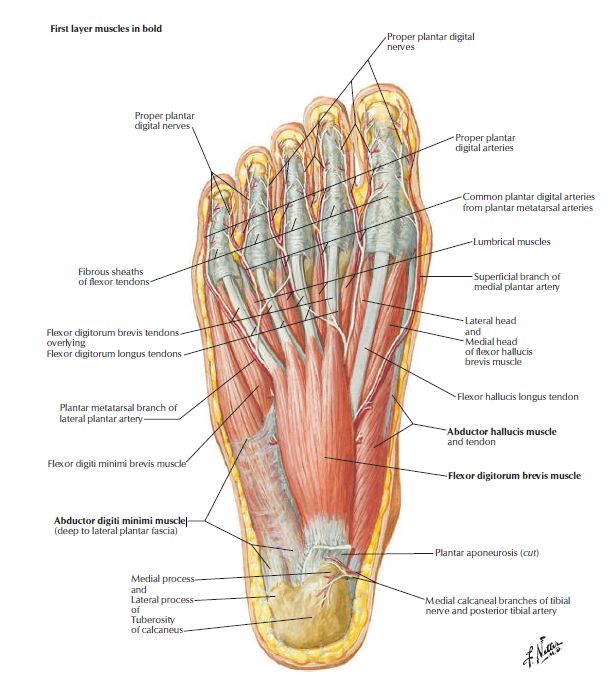 First layer muscles in bold
Proper plantar digital
nerves
Proper plantar
digital nerves
Proper plantar
digital arteries
Common plantar digital arteries
from plantar metatarsal arteries
Lumbrical muscles
Fibrous sheaths
of flexor tendons
Superficial branch of
medial plantar artery
Flexor digitorum brevis tendons
overlying
Flexor digitorum longus tendons
Lateral head
and
Medial head
of flexor hallucis
brevis muscle
Flexor hallucis longus tendon
Plantar metatarsal branch of
lateral plantar artery
Abductor hallucis muscle
and tendon
Flexor digiti minimi brevis muscle
Flexor digitorum brevis muscle
Abductor digiti minimi muscle
(deep to lateral plantar fascia)
Plantar aponeurosis (cut)
Medial process
and
Lateral process
of
Tuberosity
of calcaneus
Medial calcaneal branches of tibial
nerve and posterior tibial artery
F. Netter
M.D.